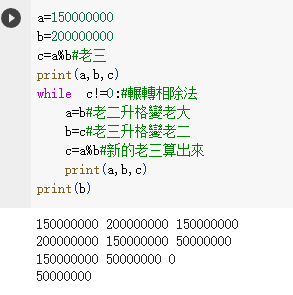 a=150000000
b=200000000
c=a%b#老三
print(a,b,c)
while  c!=0:#輾轉相除法
    a=b#老二升格變老大
    b=c#老三升格變老二
    c=a%b#新的老三算出來
    print(a,b,c)
print(b)
150000000 200000000 150000000
200000000 150000000 50000000
150000000 50000000 0
50000000